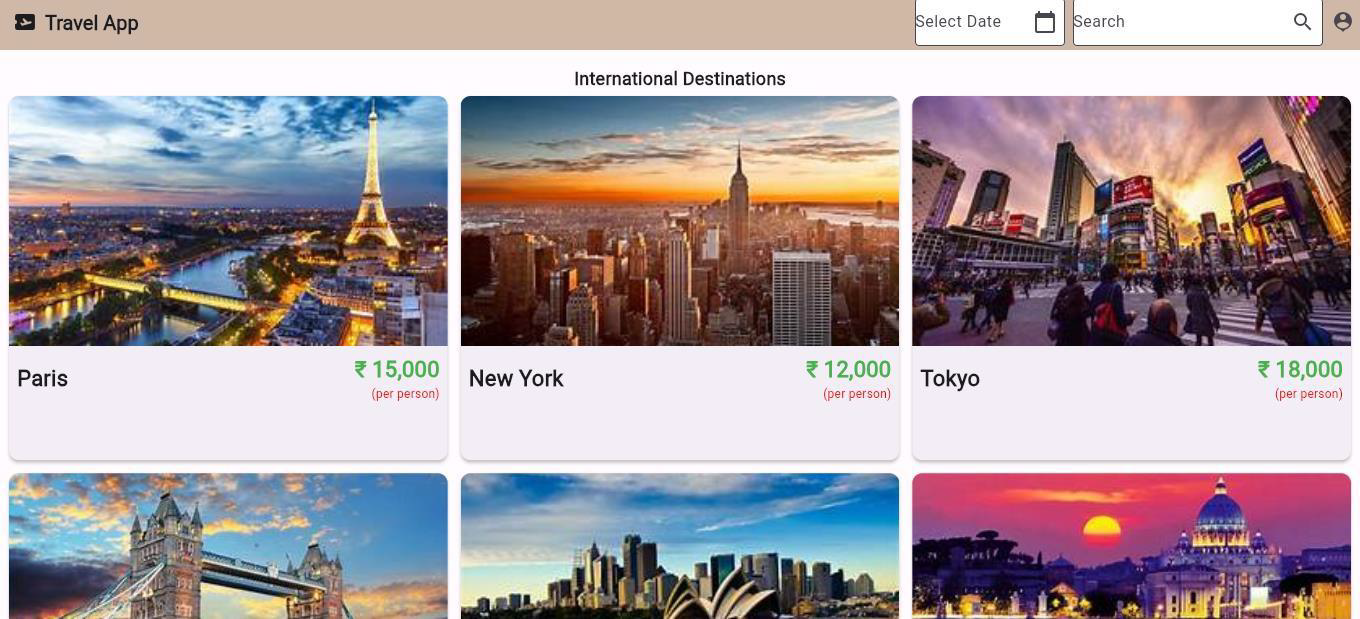 Travel App
Select Date
Search
International Destinations
Paris
₹ 15,000
(per person)
New York
₹ 12,000
(per person)
Tokyo
₹ 18,000
(per person)